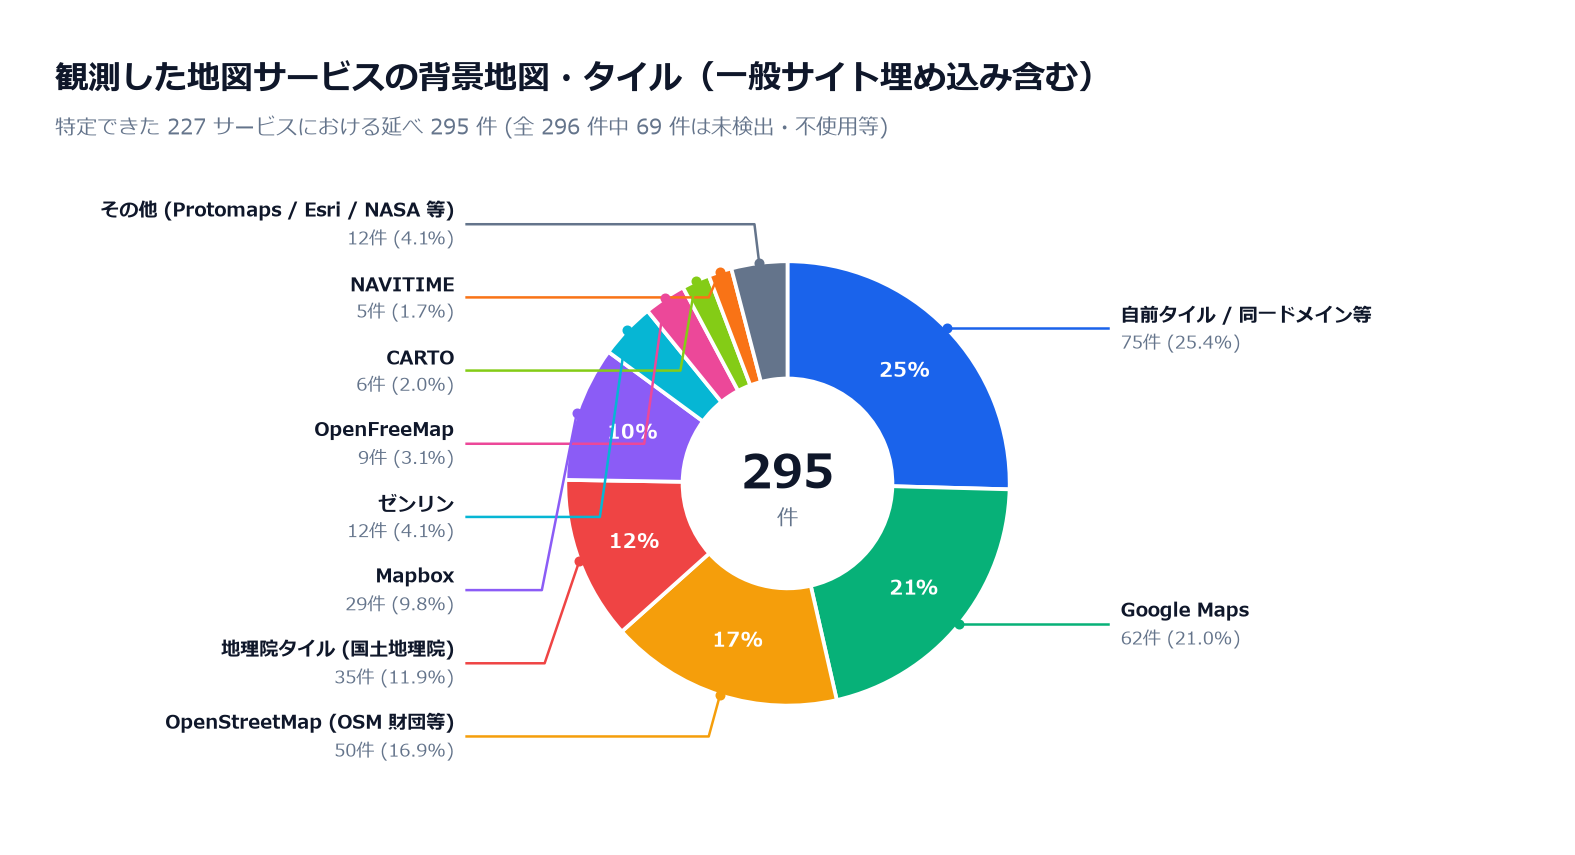 観測した地図サービスの背景地図・タイル（一般サイト埋め込み含む）
特定できた 227 サービスにおける延べ 295 件 (全 296 件中 69 件は未検出・不使用等)
その他 (Protomaps / Esri / NASA 等)
12件 (4.1%)
NAVITIME
5件 (1.7%)
CARTO
6件 (2.0%)
OpenFreeMap
9件 (3.1%)
ゼンリン
12件 (4.1%)
Mapbox
29件 (9.8%)
地理院タイル (国土地理院)
35件 (11.9%)
OpenStreetMap (OSM 財団等)
50件 (16.9%)
25%
21%
17%
12%
10%
295
件
自前タイル / 同一ドメイン等
75件 (25.4%)
Google Maps
62件 (21.0%)